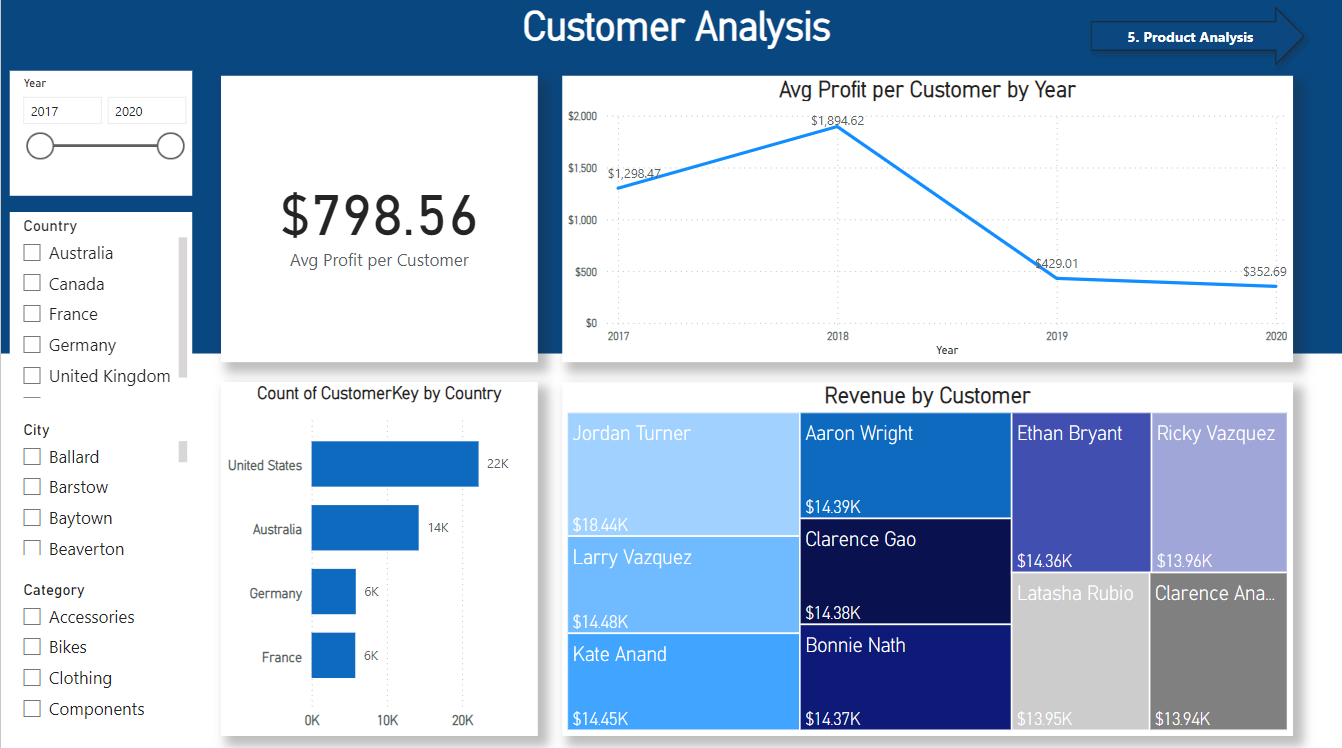 Customer Analysis
5. Product Analysis
Year
2017
2020
Country
Australia
Canada
France
Germany
United Kingdom
City
Ballard
Barstow
Baytown
Beaverton
Category
Accessories
Bikes
Clothing
Components
$798.56
Avg Profit per Customer
Avg Profit per Customer by Year
$2.000
$1,500
$1.000
$500
$0
$1,298.47
$1,894.62
$429.01
$352.69
2017
2018
2019
2020
Year
Count of CustomerKey by Country
United States
22K
Australia
14K
Germany
6K
France
6K
0K
10K
20K
Revenue by Customer
Jordan Turner
$18.44K
Larry Vazquez
$14.48K
Kate Anand
$14.45K
Aaron Wright
$14.39K
Clarence Gao
$14.38K
Bonnie Nath
$14.37K
Ethan Bryant
$14.36K
Ricky Vazquez
$13.96K
Latasha Rubio
$13.95K
Clarence Ana...
$13.94K